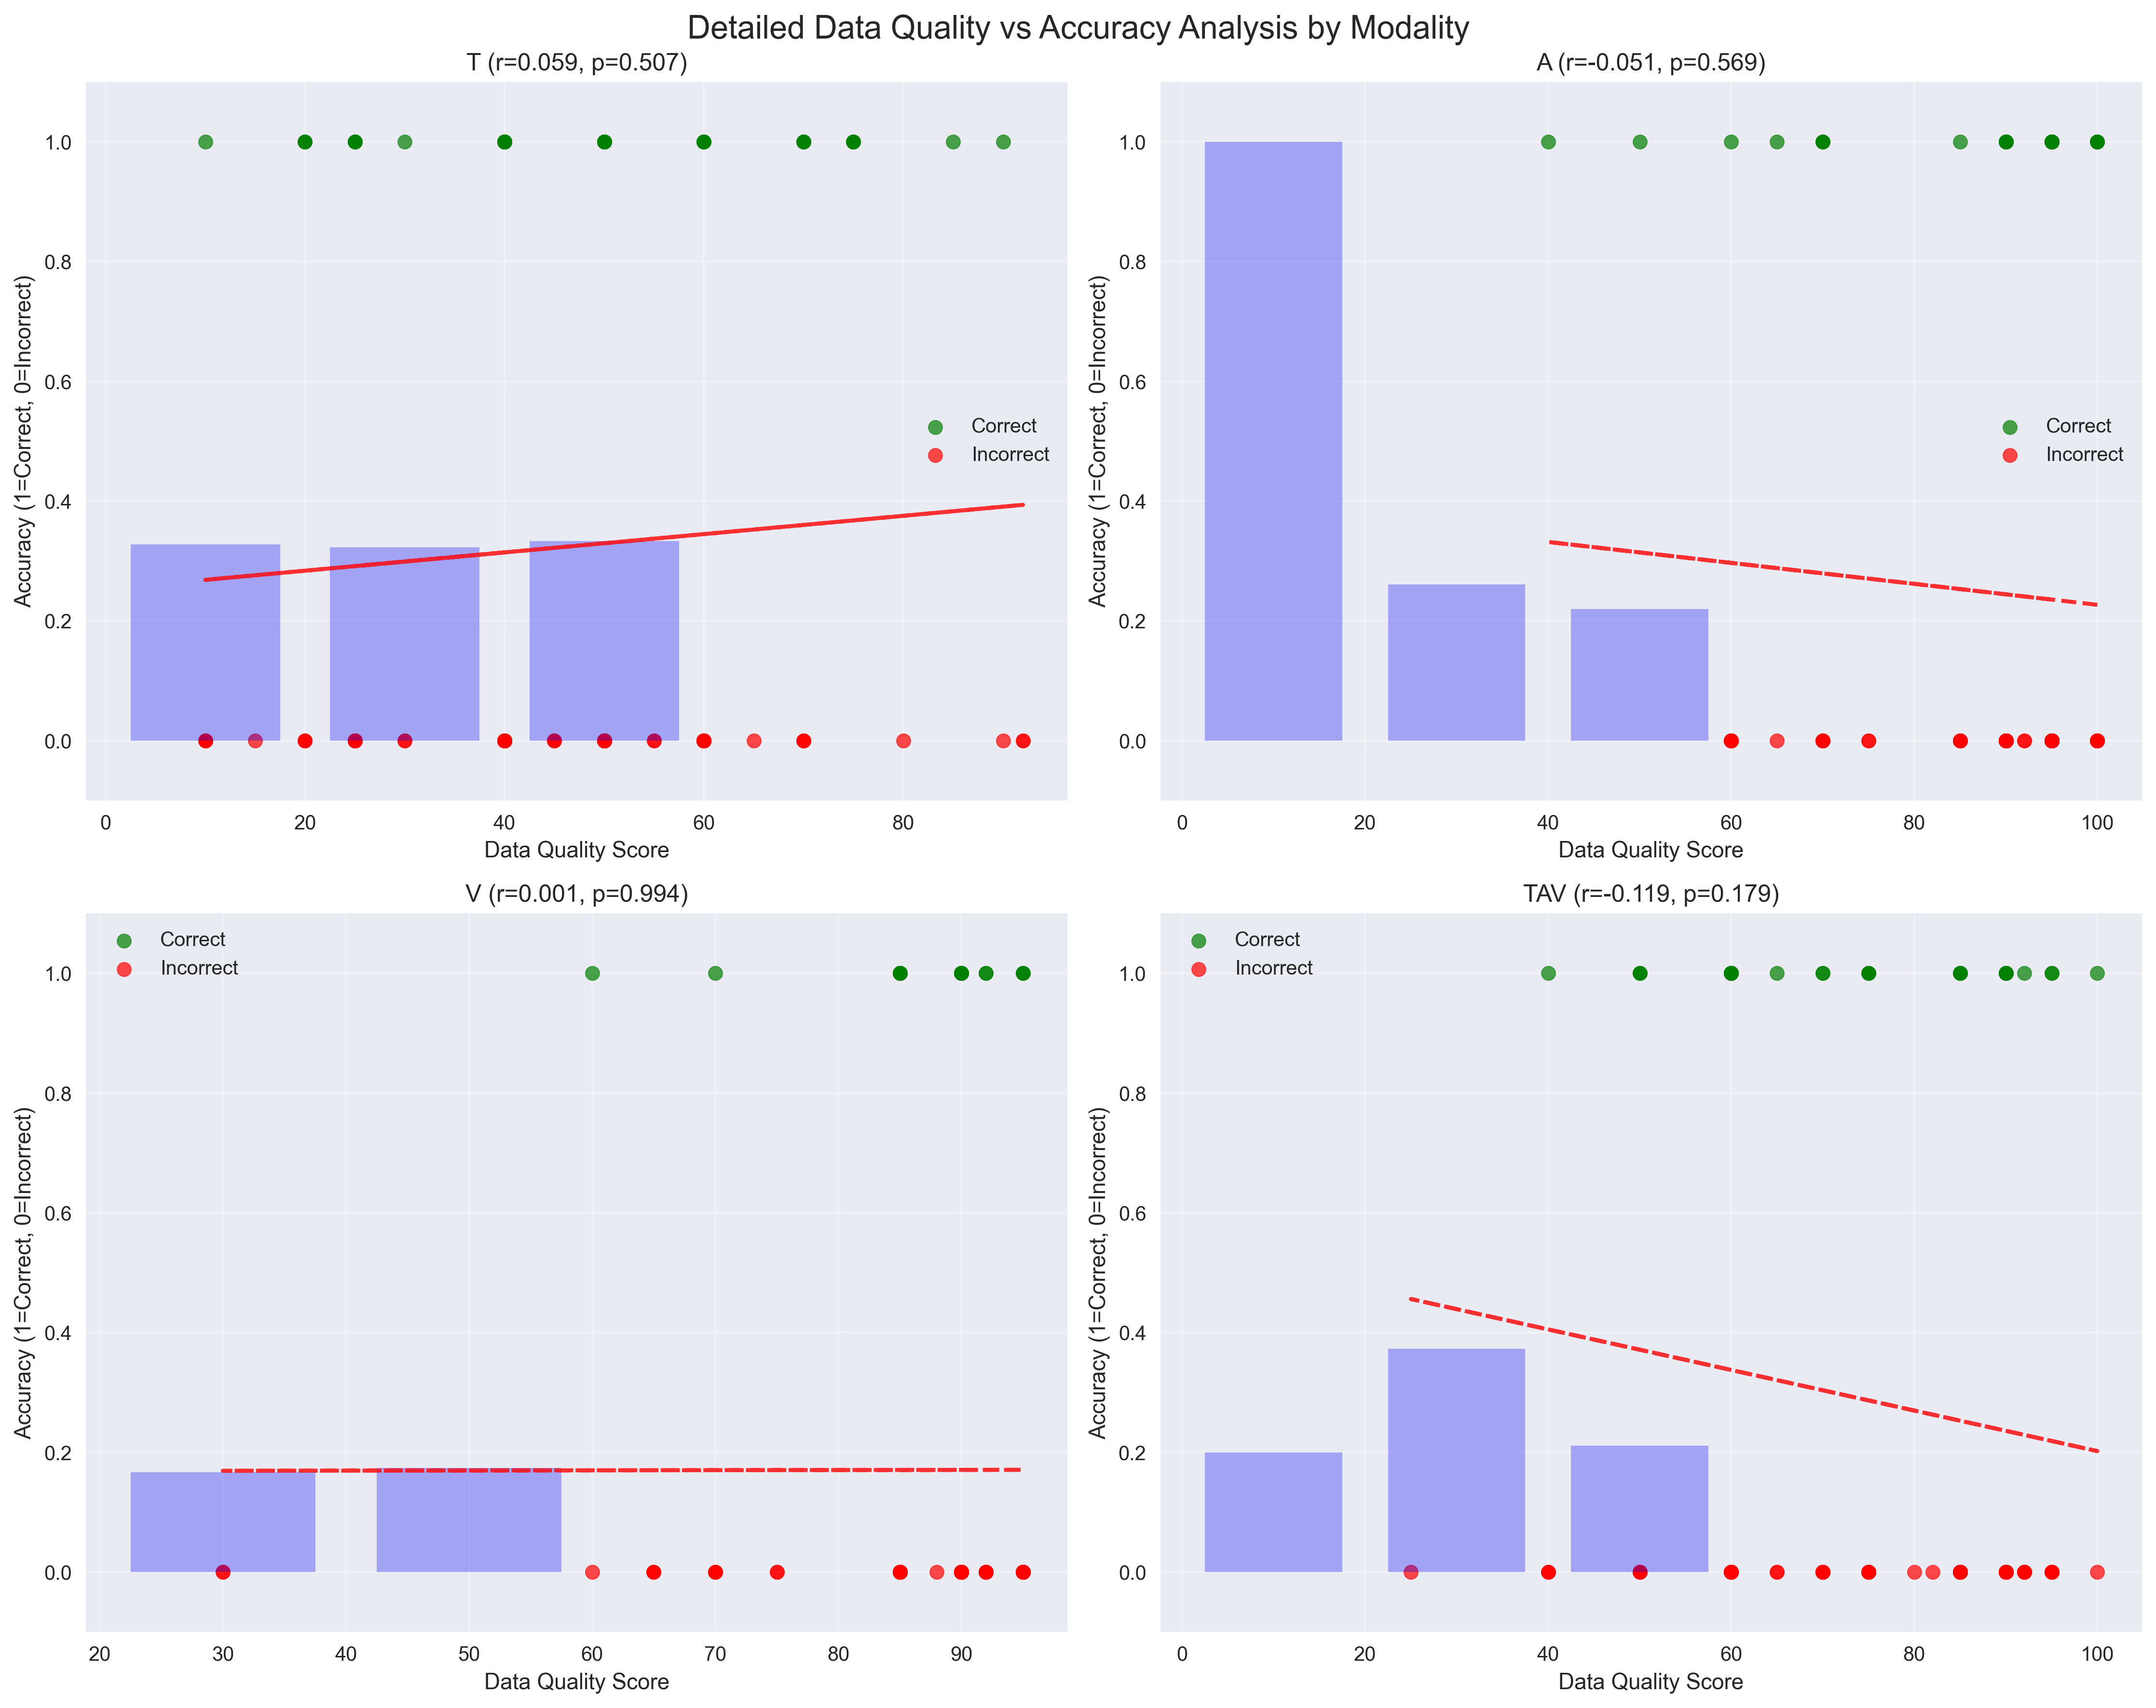 Detailed Data Quality vs Accuracy Analysis by Modality
T (r=0.059, p=0.507)
Accuracy (1=Correct, 0=Incorrect)
1.0
0.8
0.6
0.4
0.2
0.0
Correct
Incorrect
0 20 40 60 80
Data Quality Score
A (r=-0.051, p=0.569)
Accuracy (1=Correct, 0=Incorrect)
1.0
0.8
0.6
0.4
0.2
0.0
Correct
Incorrect
0 20 40 60 80 100
Data Quality Score
V (r=0.001, p=0.994)
Accuracy (1=Correct, 0=Incorrect)
Correct
Incorrect
1.0
0.8
0.6
0.4
0.2
0.0
20 30 40 50 60 70 80 90
Data Quality Score
TAV (r=-0.119, p=0.179)
Accuracy (1=Correct, 0=Incorrect)
Correct
Incorrect
1.0
0.8
0.6
0.4
0.2
0.0
0 20 40 60 80 100
Data Quality Score